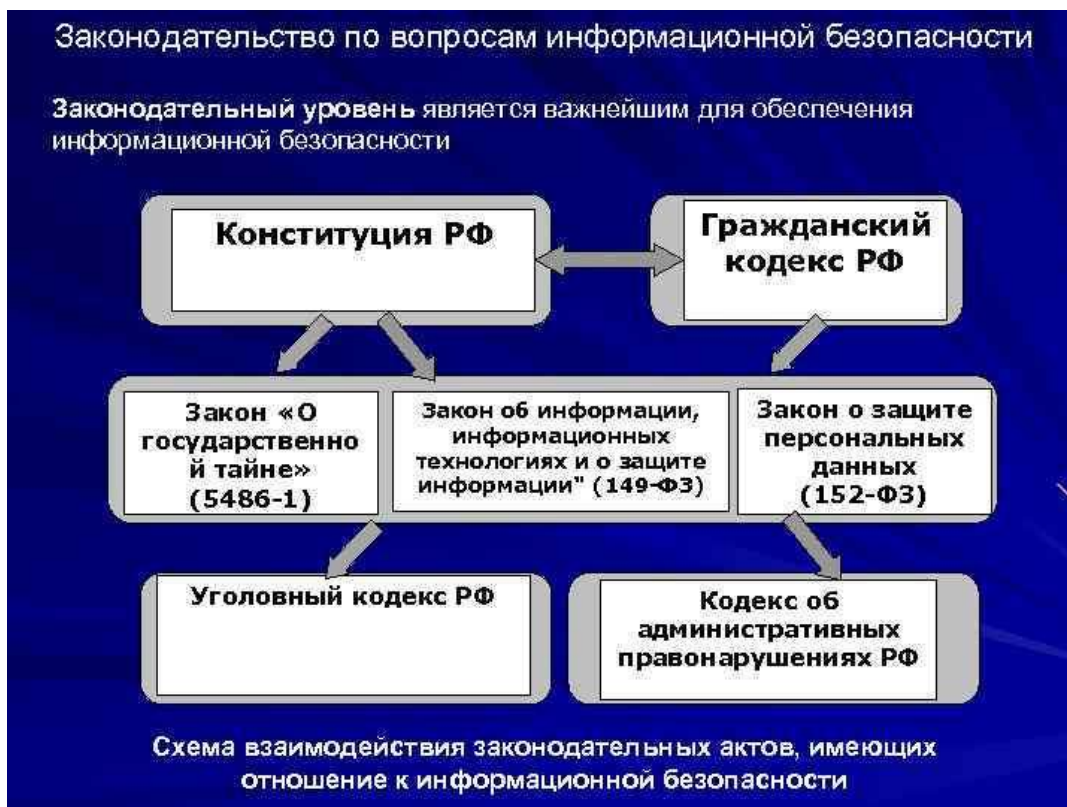 Законодательство по вопросам информационной безопасности
Законодательный уровень является важнейшим для обеспечения
информационной безопасности
Конституция РФ
Гражданский
кодекс РФ
Закон «О
государственно
й тайне»
(5486-1)
Закон об информации,
информационных
технологиях и о защите
информации" (149-ФЗ)
Закон о защите
персональных
данных
(152-ФЗ)
Уголовный кодекс РФ
Кодекс об
административных
правонарушениях РФ
Схема взаимодействия законодательных актов, имеющих
отношение к информационной безопасности